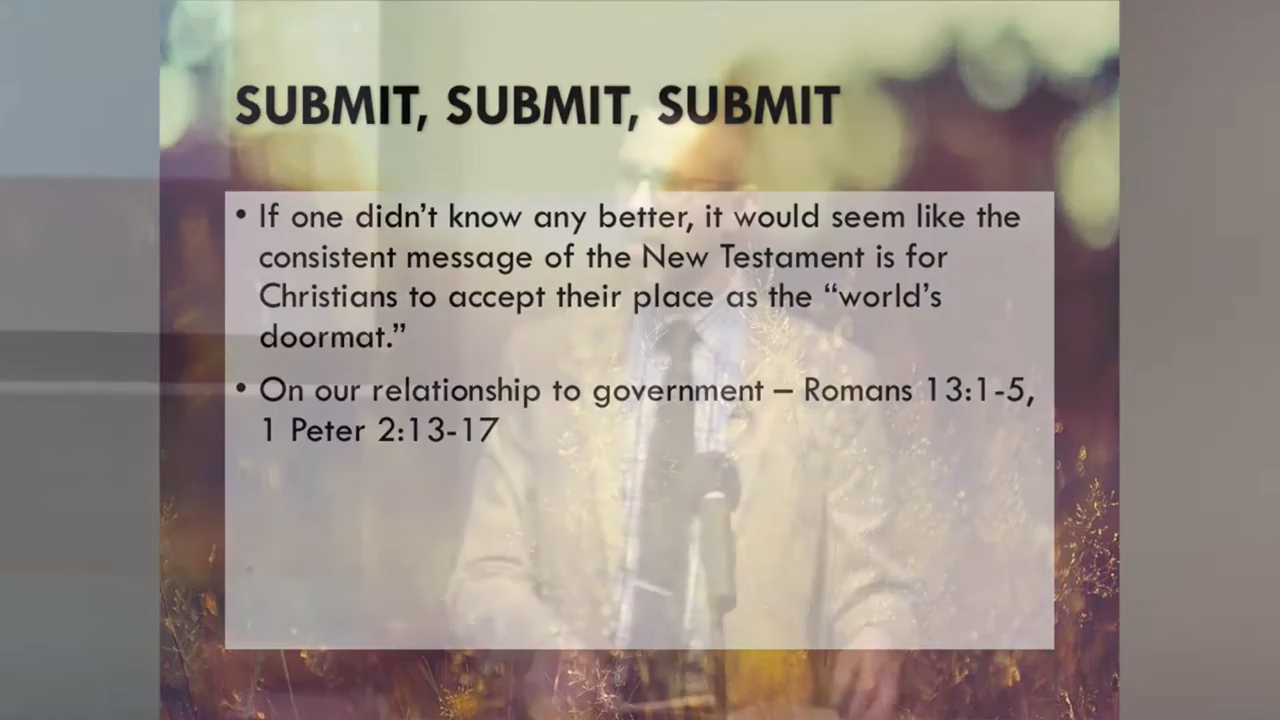 SUBMIT, SUBMIT, SUBMIT
• If one didn’t know any better, it would seem like the
consistent message of the New Testament is for
Christians to accept their place as the “world’s
doormat.”
• On our relationship to government – Romans 13:1-5,
1 Peter 2:13-17